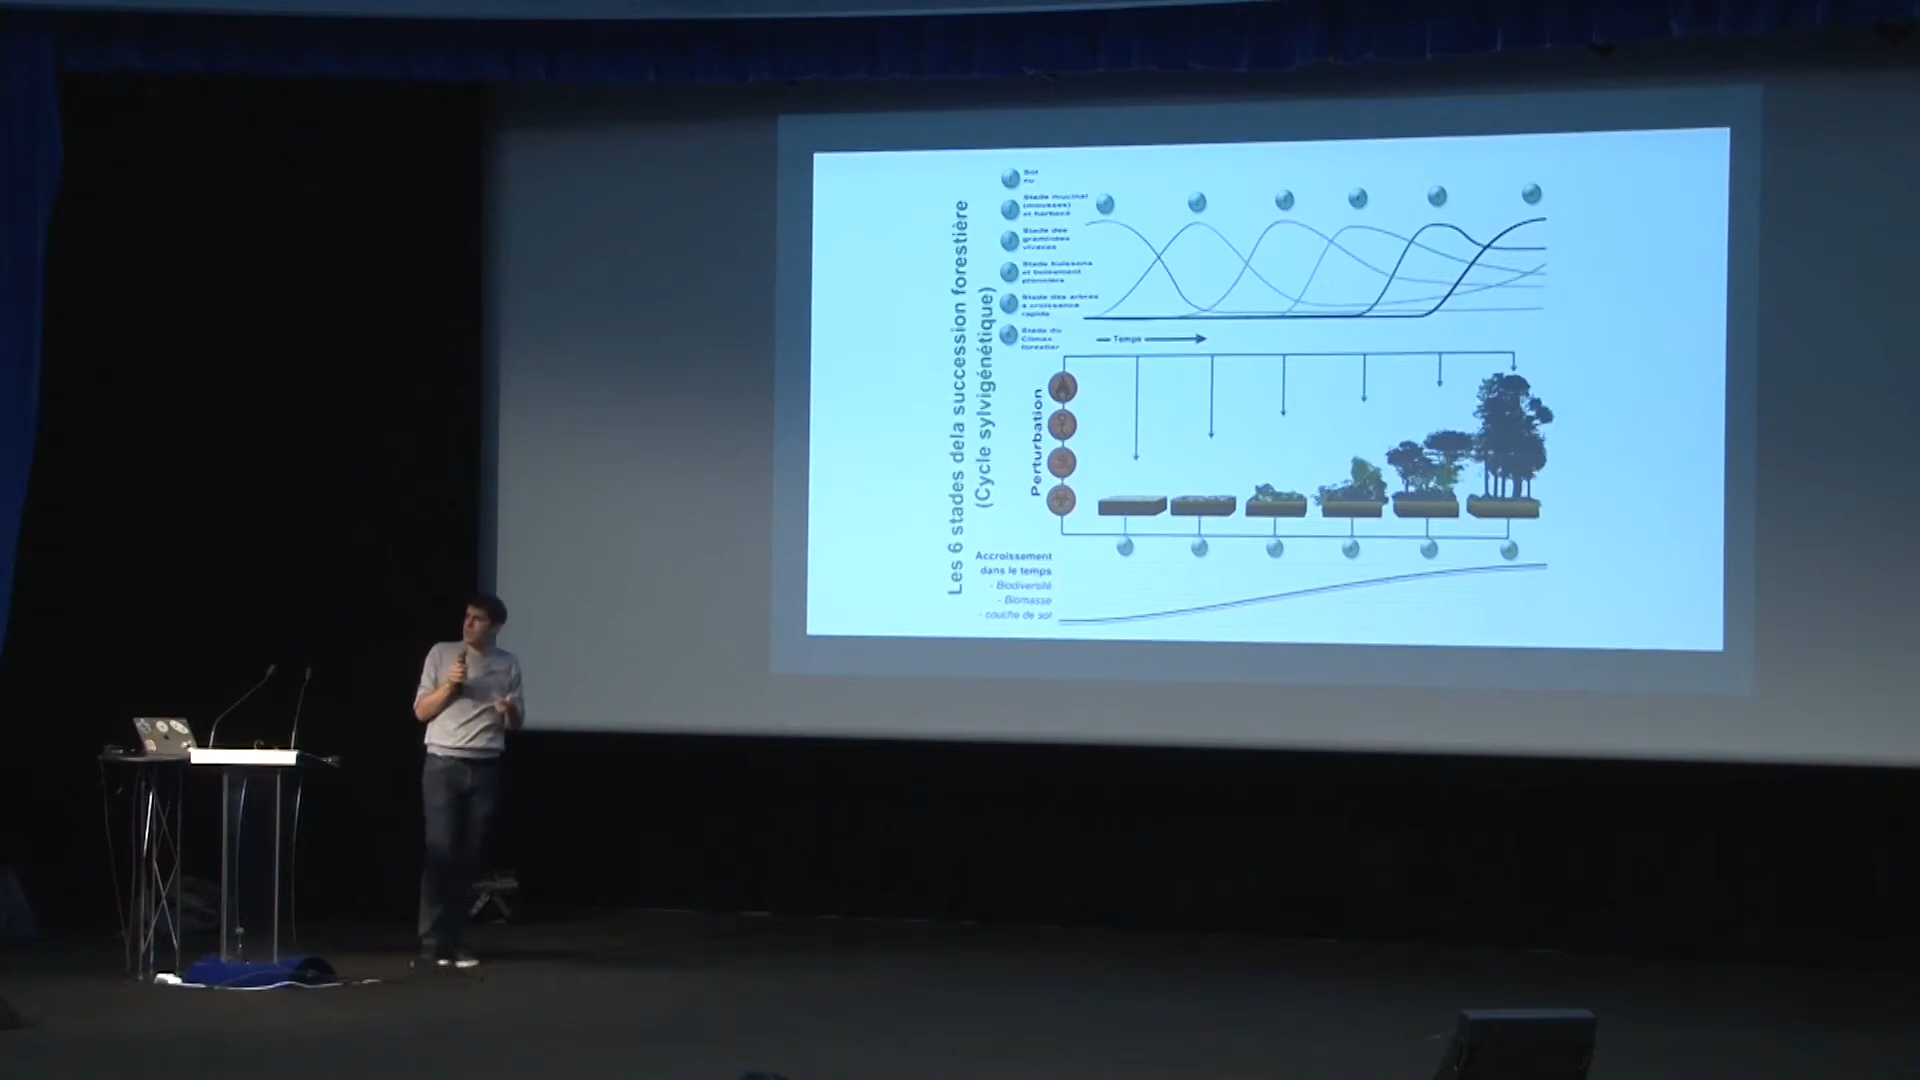 Les 6 stades dela succession forestière
(Cycle sylvigénétique)
Sol
nu
Stade mucinal
(mousses)
et herbacé
Stade des
graminées
vivaces
Stade buissons
et boisement
pionniers
Stade des arbres
à croissance
rapide
Stade du
Climax
forestier
Temps
Perturbation
Accroissement
dans le temps
- Biodiversité
- Biomasse
- couche de sol